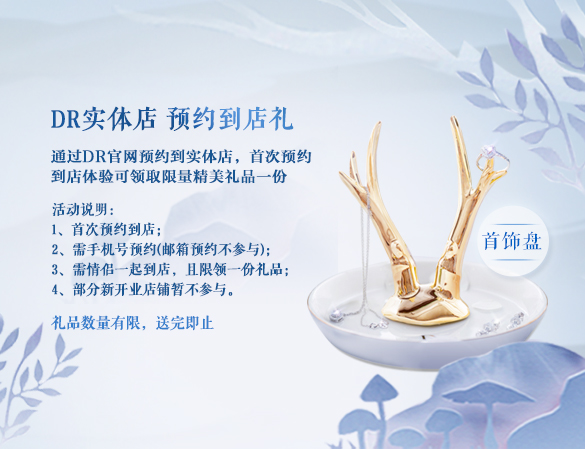 DR实体店 预约到店礼
通过DR官网预约到实体店，首次预约
到店体验可领取限量精美礼品一份
活动说明：
1、首次预约到店；
2、需手机号预约(邮箱预约不参与)；
3、需情侣一起到店，且限领一份礼品；
4、部分新开业店铺暂不参与。
礼品数量有限，送完即止
首饰盘